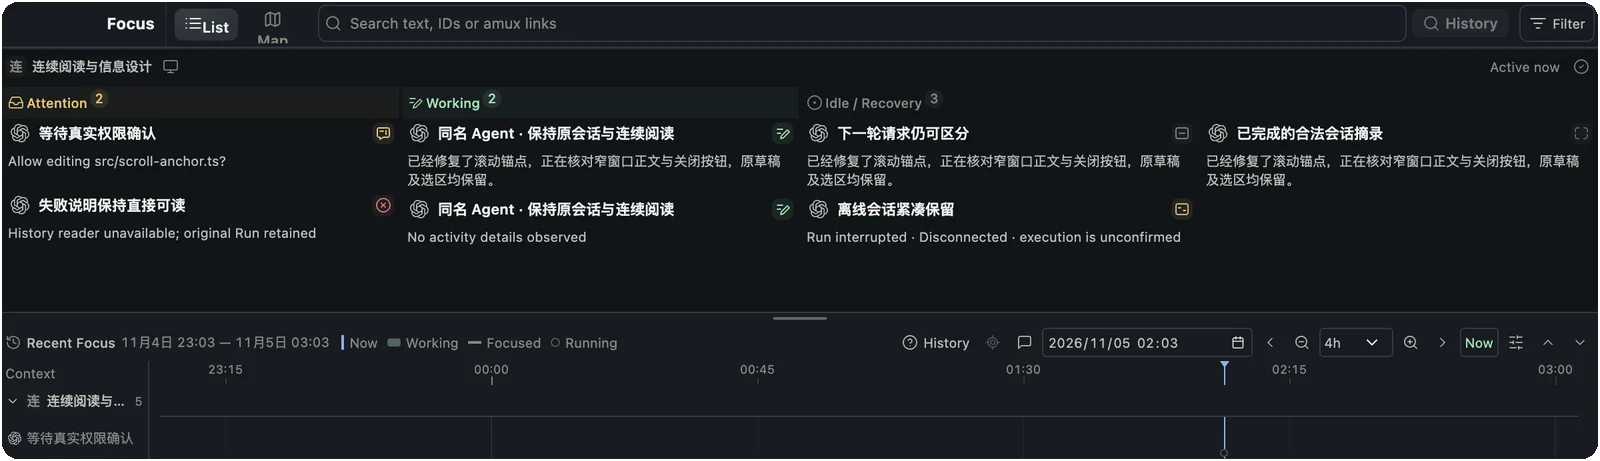 Focus List Map Search text, IDs or amux links History Filter
连 连续阅读与信息设计 Active now
Attention 2
等待真实权限确认
Allow editing src/scroll-anchor.ts?
失败说明保持直接可读
History reader unavailable; original Run retained
Working 2
同名 Agent · 保持原会话与连续阅读
已经修复了滚动锚点，正在核对窄窗口正文与关闭按钮，原草稿
及选区均保留。
同名 Agent · 保持原会话与连续阅读
No activity details observed
Idle / Recovery 3
下一轮请求仍可区分
已经修复了滚动锚点，正在核对窄窗口正文与关闭按钮，原草稿
及选区均保留。
离线会话紧凑保留
Run interrupted · Disconnected · execution is unconfirmed
已完成的合法会话摘录
已经修复了滚动锚点，正在核对窄窗口正文与关闭按钮，原草稿
及选区均保留。
Recent Focus 11月4日 23:03 — 11月5日 03:03 Now Working Focused Running History 2026/11/05 02:03 4h Now
Context 23:15 00:00 00:45 01:30 02:15 03:00
连 连续阅读与... 5
等待真实权限确认